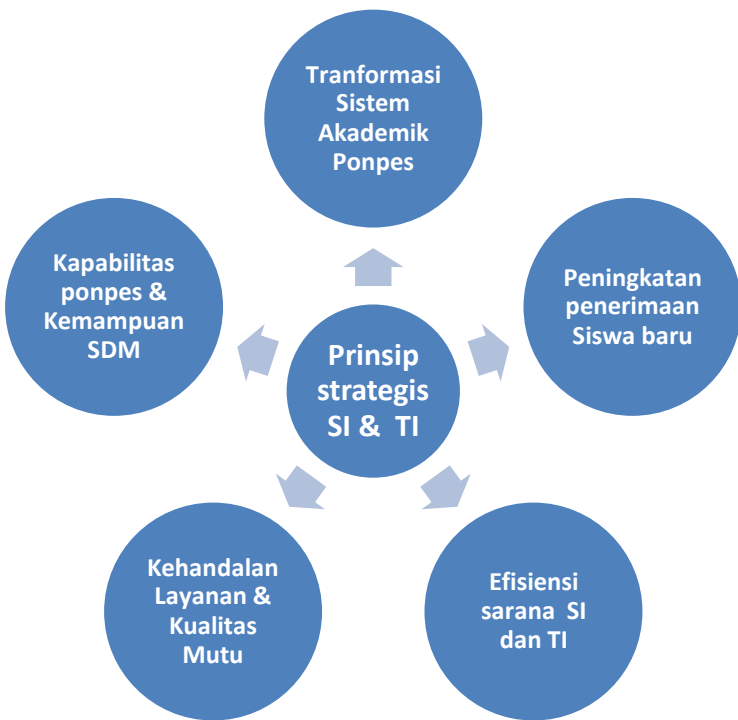 Tranformasi
Sistem
Akademik
Ponpes
Kapabilitas
ponpes &
Kemampuan
SDM
Peningkatan
penerimaan
Siswa baru
Prinsip
strategis
SI & TI
Kehandalan
Layanan &
Kualitas
Mutu
Efisiensi
sarana SI
dan TI